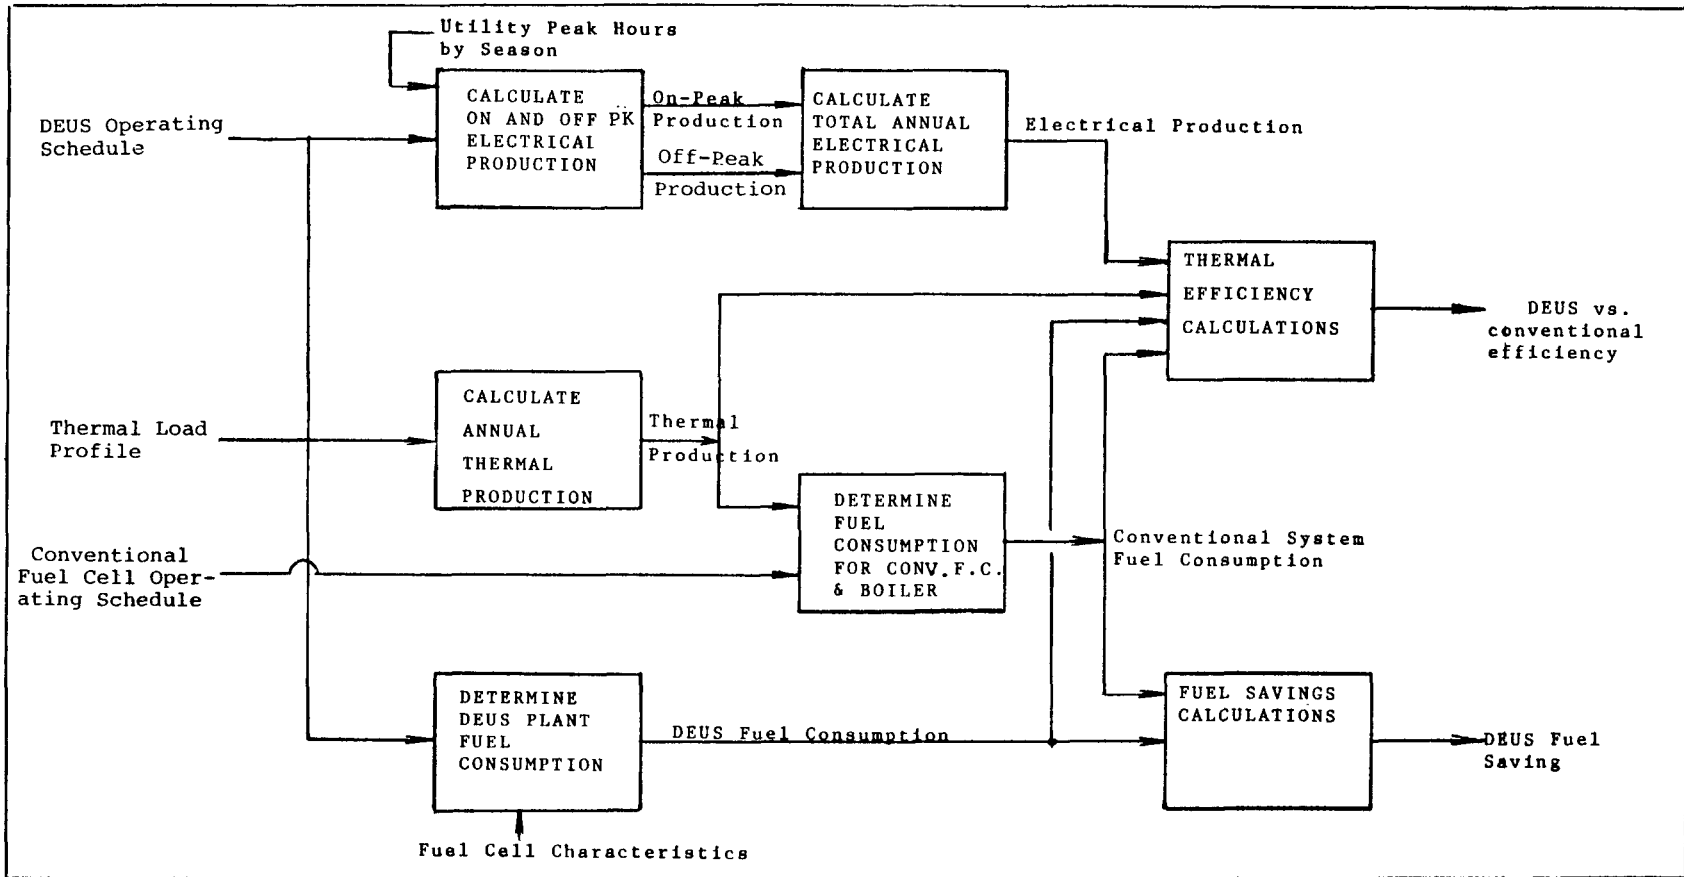 Utility Peak Hours
by Season
DEUS Operating
Schedule
CALCULATE
ON AND OFF PK
ELECTRICAL
PRODUCTION
On-Peak
Production
Off-Peak
Production
CALCULATE
TOTAL ANNUAL
ELECTRICAL
PRODUCTION
Electrical Production
THERMAL
EFFICIENCY
CALCULATIONS
DEUS vs.
conventional
efficiency
Thermal Load
Profile
CALCULATE
ANNUAL
THERMAL
PRODUCTION
Thermal
Production
Conventional
Fuel Cell Oper-
ating Schedule
DETERMINE
FUEL
CONSUMPTION
FOR CONV.F.C.
& BOILER
Conventional System
Fuel Consumption
DETERMINE
DEUS PLANT
FUEL
CONSUMPTION
DEUS Fuel Consumption
FUEL SAVINGS
CALCULATIONS
DEUS Fuel
Saving
Fuel Cell Characteristics